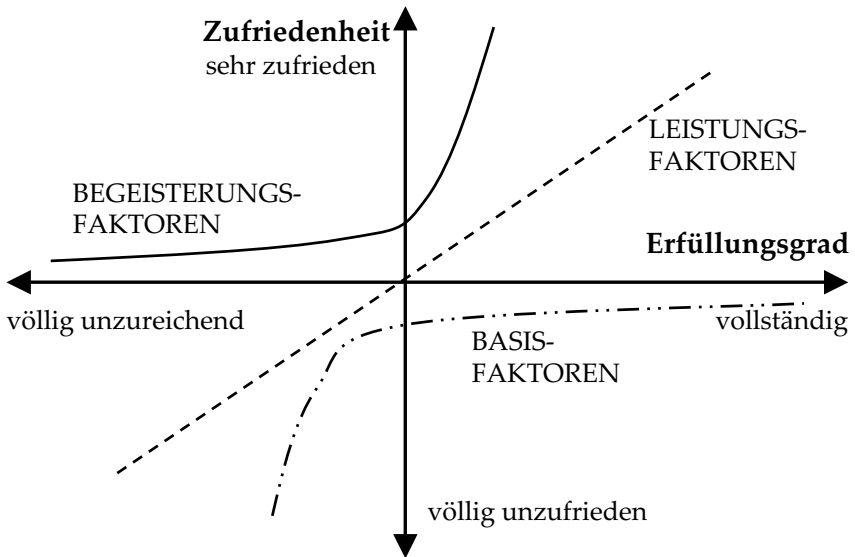 Zufriedenheit
sehr zufrieden
LEISTUNGS-
FAKTOREN
BEGEISTERUNGS-
FAKTOREN
Erfüllungsgrad
völlig unzureichend
vollständig
BASIS-
FAKTOREN
völlig unzufrieden